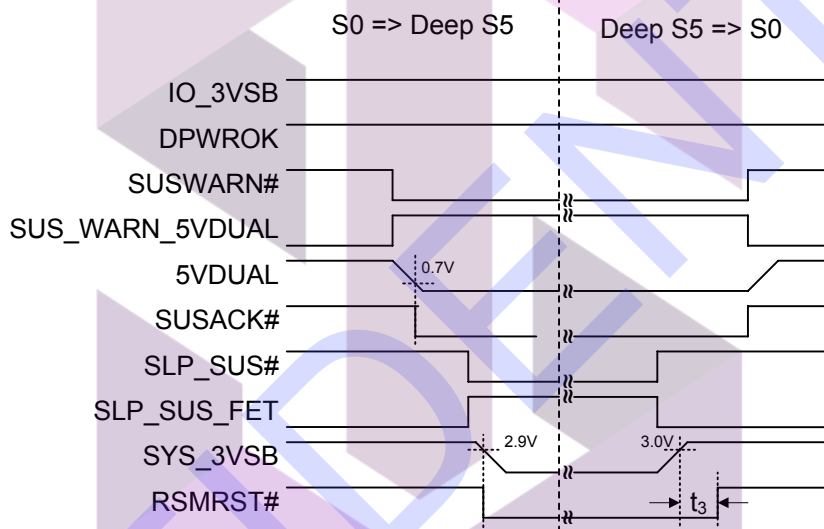 S0 => Deep S5
Deep S5 => S0
IO_3VSB
DPWROK
SUSWARN#
SUS_WARN_5VDUAL
5VDUAL
0.7V
SUSACK#
SLP_SUS#
SLP_SUS_FET
SYS_3VSB
2.9V
3.0V
RSMRST#
t3